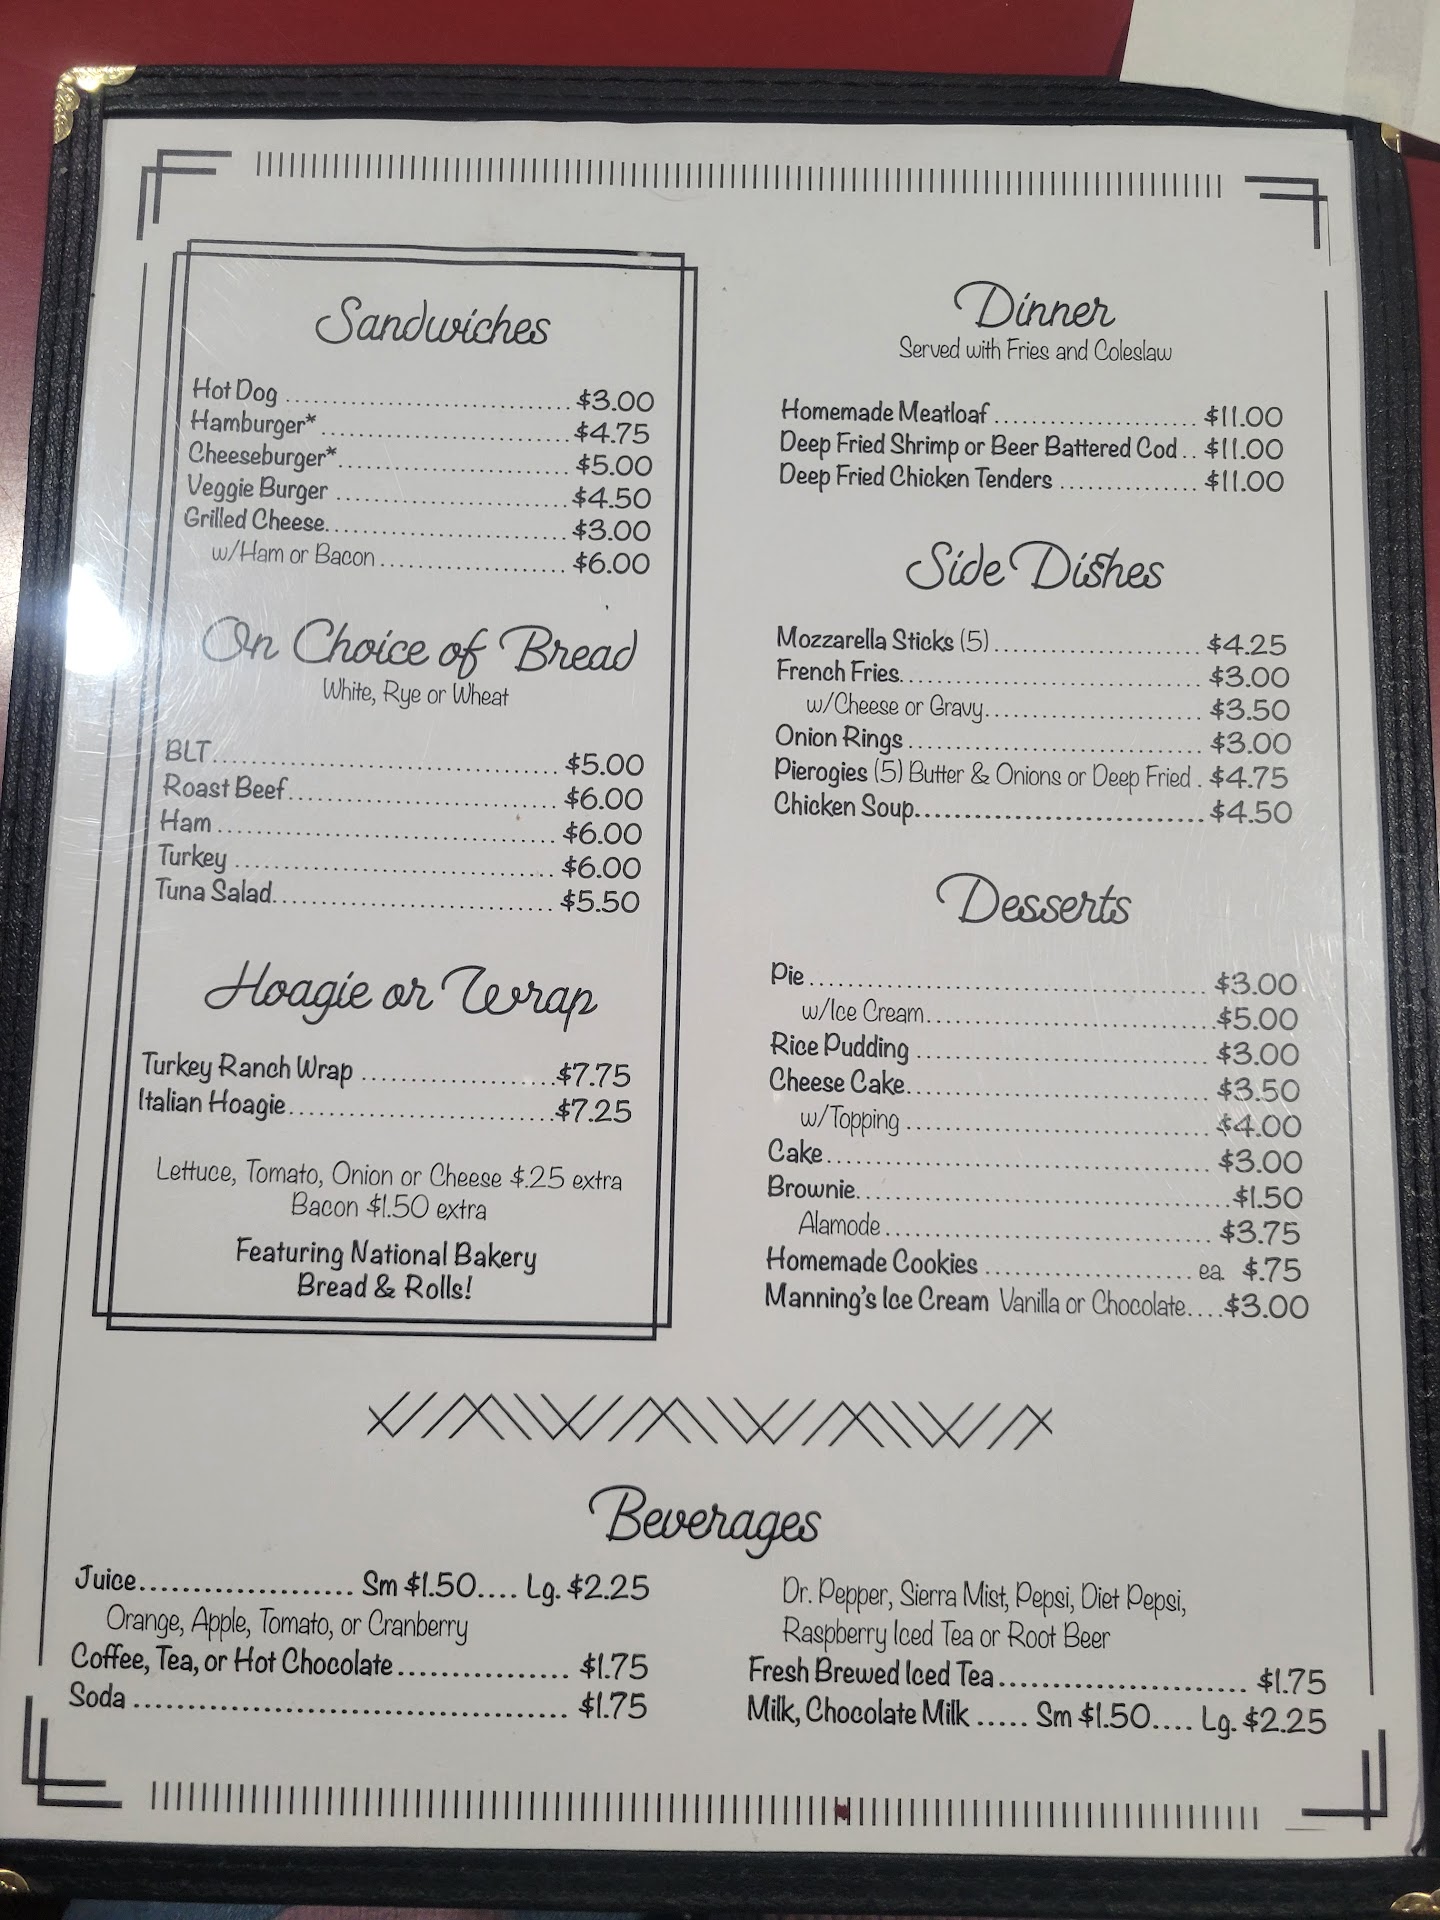 Sandwiches
Hot Dog ................................ $3.00
Hamburger* ............................ $4.75
Cheeseburger*.......................... $5.00
Veggie Burger .......................... $4.50
Grilled Cheese........................... $3.00
w/Ham or Bacon ..................... $6.00
On Choice of Bread
White, Rye or Wheat
BLT....................................... $5.00
Roast Beef............................... $6.00
Ham ...................................... $6.00
Turkey .................................... $6.00
Tuna Salad................................ $5.50
Hoagie or Wrap
Turkey Ranch Wrap ......................$7.75
Italian Hoagie..............................$7.25
Lettuce, Tomato, Onion or Cheese $.25 extra
Bacon $1.50 extra
Featuring National Bakery
Bread & Rolls!
Dinner
Served with Fries and Coleslaw
Homemade Meatloaf ....................... $11.00
Deep Fried Shrimp or Beer Battered Cod .. $11.00
Deep Fried Chicken Tenders ............... $11.00
Side Dishes
Mozzarella Sticks (5)........................ $4.25
French Fries.................................. $3.00
w/Cheese or Gravy......................... $3.50
Onion Rings ................................. $3.00
Pierogies (5) Butter & Onions or Deep Fried . $4.75
Chicken Soup................................. $4.50
Desserts
Pie ............................................ $3.00
w/Ice Cream.................................$5.00
Rice Pudding ................................. $3.00
Cheese Cake.................................. $3.50
w/Topping .................................. $4.00
Cake........................................... $3.00
Brownie.........................................$1.50
Alamode ..................................... $3.75
Homemade Cookies ....................... ea. $.75
Manning's Ice Cream Vanilla or Chocolate....$3.00
Beverages
Juice..................... Sm $1.50.... Lg. $2.25
Orange, Apple, Tomato, or Cranberry
Coffee, Tea, or Hot Chocolate ................. $1.75
Soda .......................................... $1.75
Dr. Pepper, Sierra Mist, Pepsi, Diet Pepsi,
Raspberry Iced Tea or Root Beer
Fresh Brewed Iced Tea........................ $1.75
Milk, Chocolate Milk ..... Sm $1.50.... Lg. $2.25